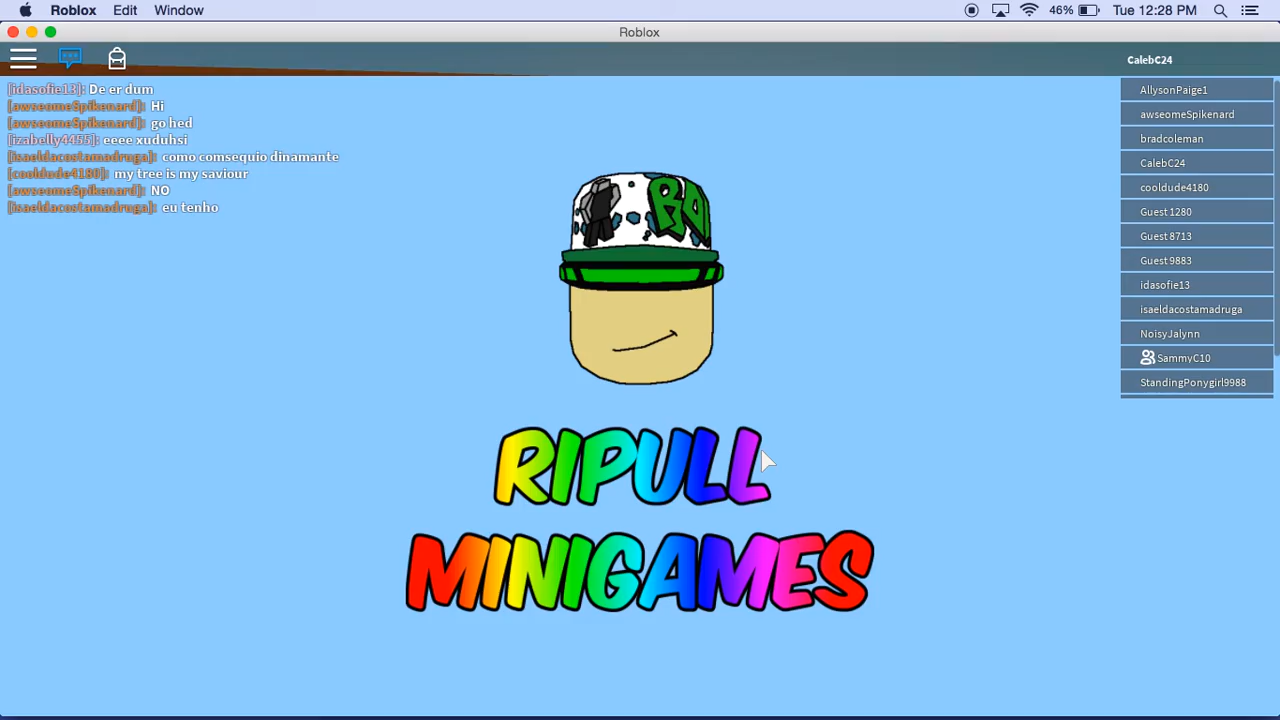 Roblox Edit Window 46% Tue 12:28 PM
Roblox
CalebC24
[idasofie13]: De er dum
[awseomeSpikenard]: Hi
[awseomeSpikenard]: go hed
[izabelly4455]: eeee xuduhsi
[isaeldacostamadruga]: como comsequio dinamante
[cooldude4180]: my tree is my saviour
[awseomeSpikenard]: NO
[isaeldacostamadruga]: eu tenho
AllysonPaige1
awseomeSpikenard
bradcoleman
CalebC24
cooldude4180
Guest 1280
Guest 8713
Guest 9883
idasofie13
isaeldacostamadruga
NoisyJalynn
SammyC10
StandingPonygirl9988
RO
RIPULL
MINIGAMES